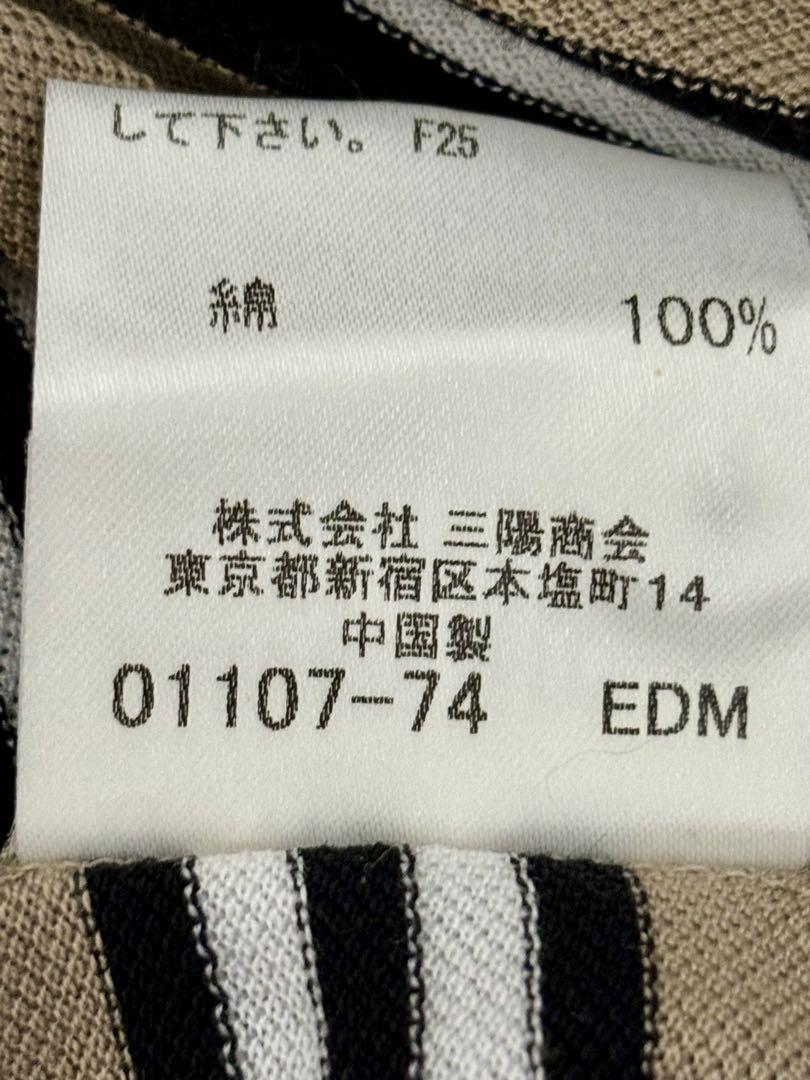 して下さい。 F25
綿 100%
株式会社 三陽商会
東京都新宿区本塩町14
中国製
01107-74 EDM